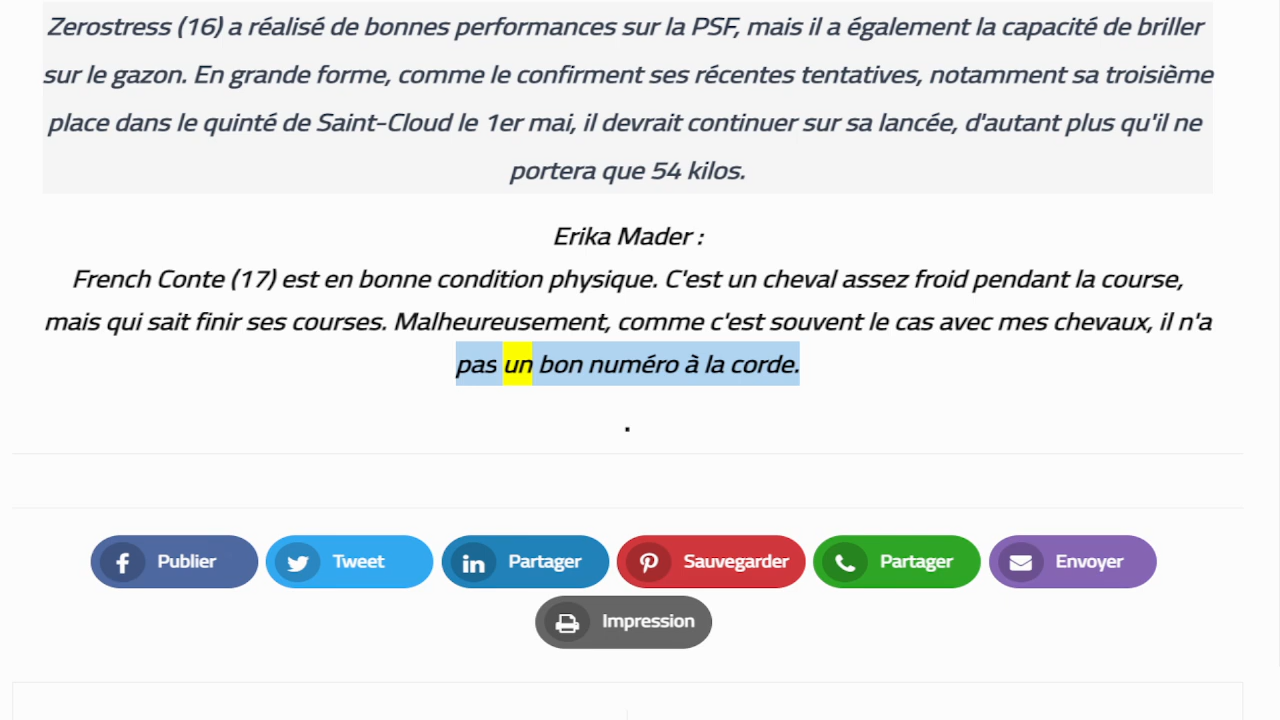 Zerostress (16) a réalisé de bonnes performances sur la PSF, mais il a également la capacité de briller
sur le gazon. En grande forme, comme le confirment ses récentes tentatives, notamment sa troisième
place dans le quinté de Saint-Cloud le 1er mai, il devrait continuer sur sa lancée, d'autant plus qu'il ne
portera que 54 kilos.
Erika Mader :
French Conte (17) est en bonne condition physique. C'est un cheval assez froid pendant la course,
mais qui sait finir ses courses. Malheureusement, comme c'est souvent le cas avec mes chevaux, il n'a
pas un bon numéro à la corde.
.
Publier Tweet Partager Sauvegarder Partager Envoyer
Impression